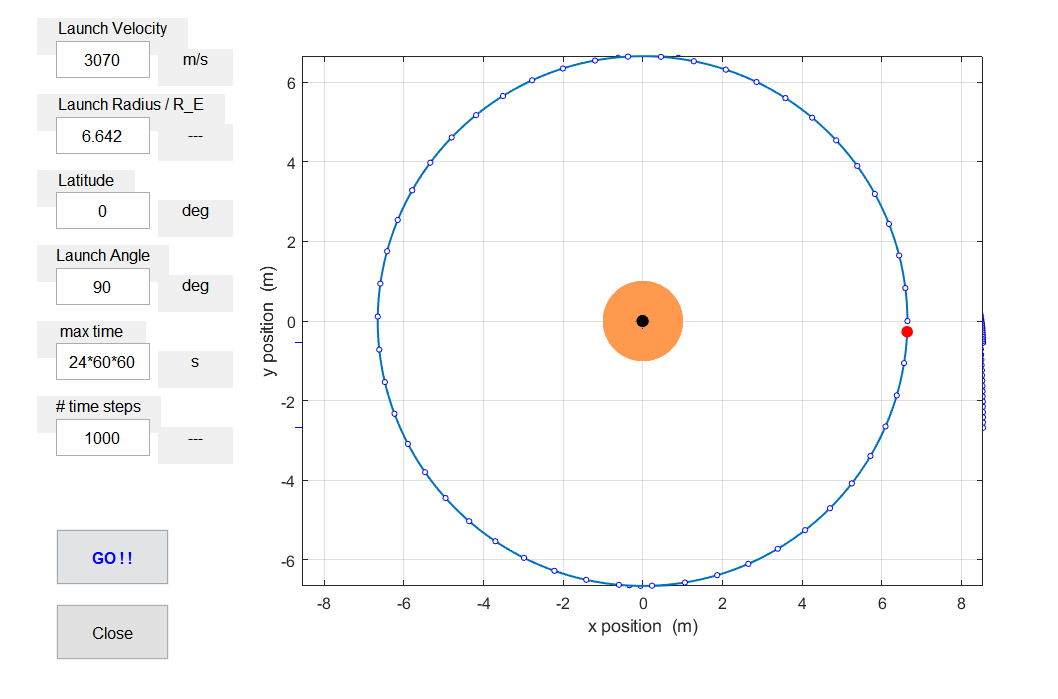 Launch Velocity
3070 m/s
Launch Radius / R_E
6.642 ---
Latitude
0 deg
Launch Angle
90 deg
max time
24*60*60 s
# time steps
1000 ---
GO ! !
Close
6
4
2
0
-2
-4
-6
y position (m)
-8 -6 -4 -2 0 2 4 6 8
x position (m)